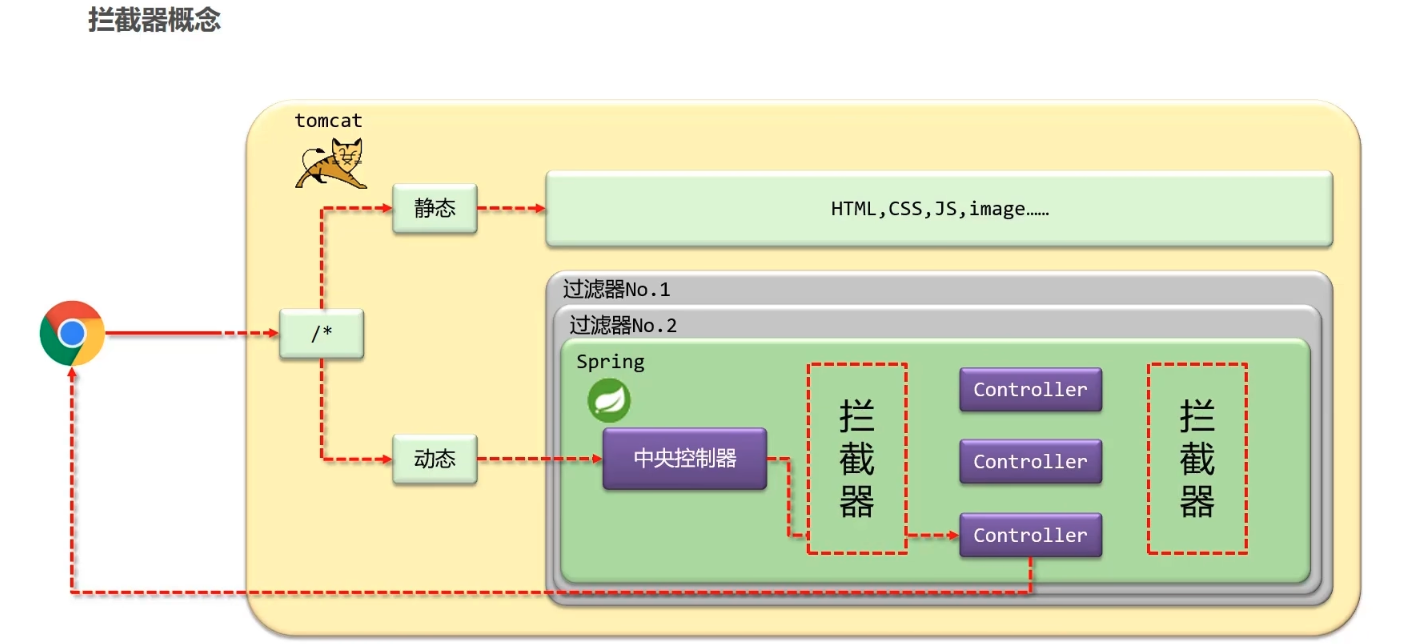 拦截器概念
tomcat
静态
HTML,CSS,JS,image……
过滤器No.1
/*
过滤器No.2
Spring
拦截器
Controller
拦截器
动态
中央控制器
Controller
Controller